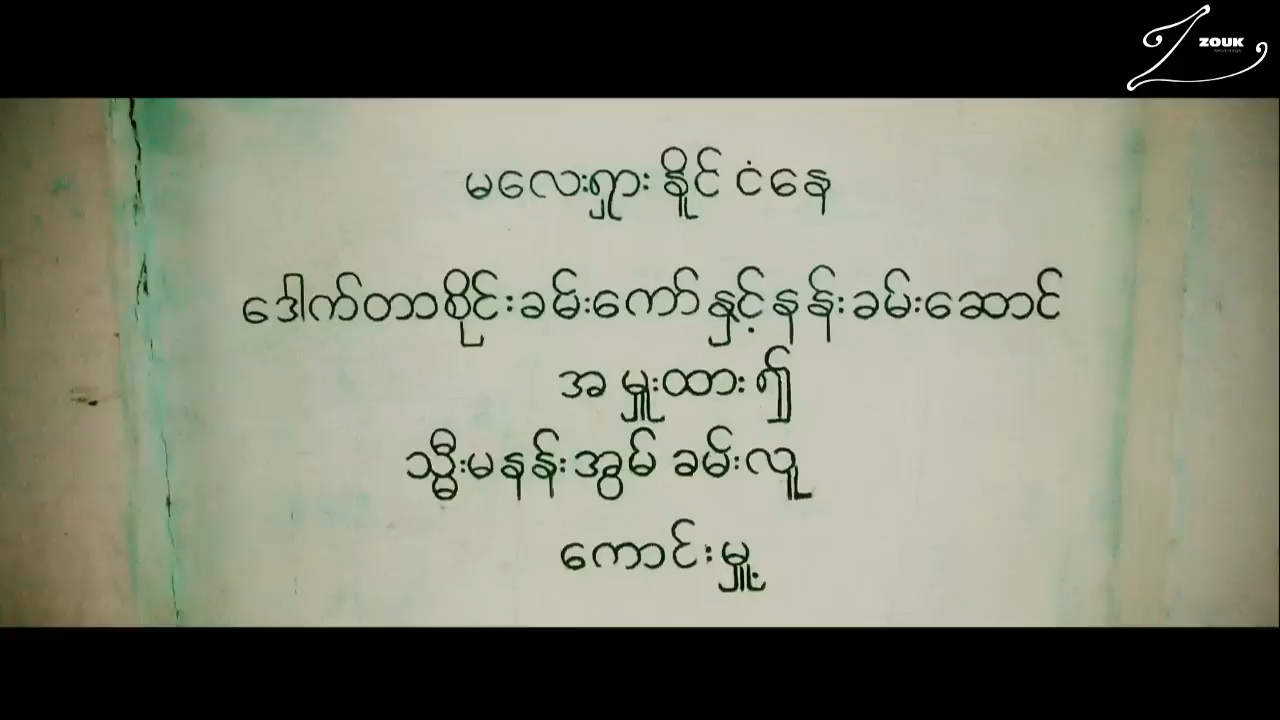 ZOUK
Recordings
မလေးရှား နိူင် ငံနေ
ဒေါက်တာစိုင်းခမ်းကော်နှင့်နန်းခမ်းဆောင်
အ မှူးထား၍
သ္မီးမနန်းအွမ် ခမ်းလူ
ကောင်းမှူ့